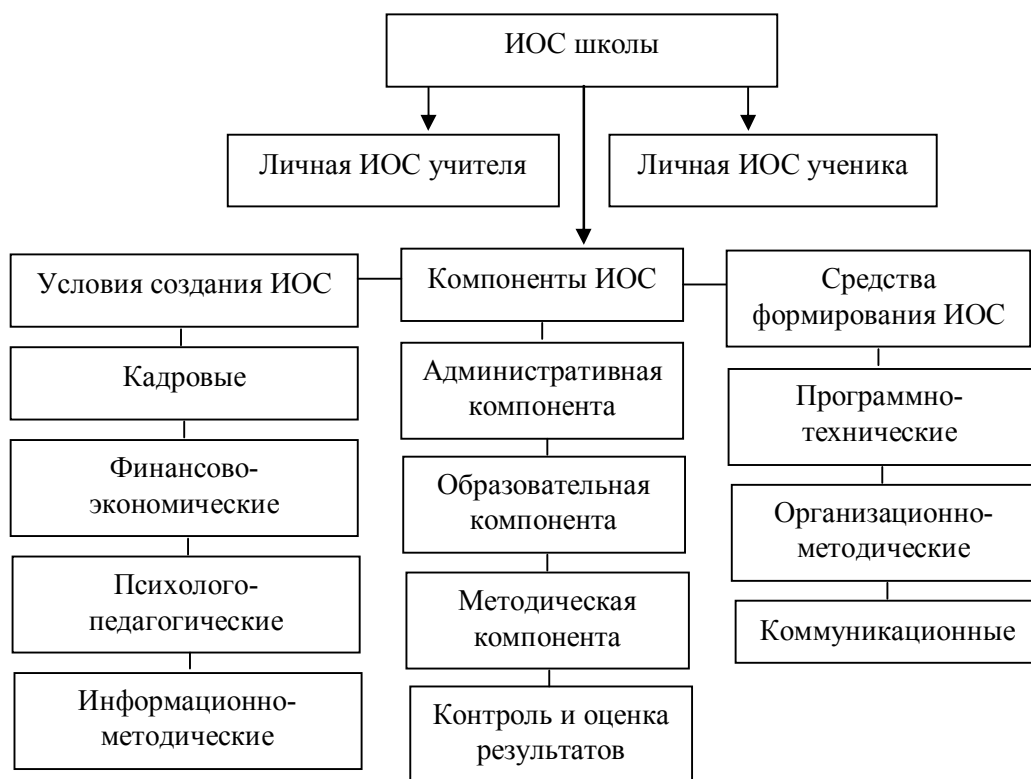 ИОС школы
Личная ИОС учителя
Личная ИОС ученика
Условия создания ИОС
Кадровые
Финансово-
экономические
Психолого-
педагогические
Информационно-
методические
Компоненты ИОС
Административная
компонента
Образовательная
компонента
Методическая
компонента
Контроль и оценка
результатов
Средства
формирования ИОС
Программно-
технические
Организационно-
методические
Коммуникационные